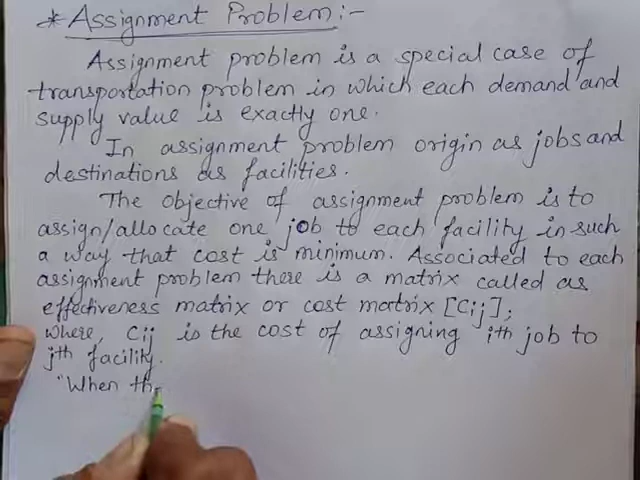 * Assignment Problem:-
Assignment problem is a special case of
transportation problem in which each demand and
supply value is exactly one.
In assignment problem origin as jobs and
destinations as facilities.
The objective of assignment problem is to
assign/allocate one job to each facility in such
a way that cost is minimum. Associated to each
assignment problem there is a matrix called as
effectiveness matrix or cost matrix [Cij],
where, Cij is the cost of assigning ith job to
jth facility.
"When th